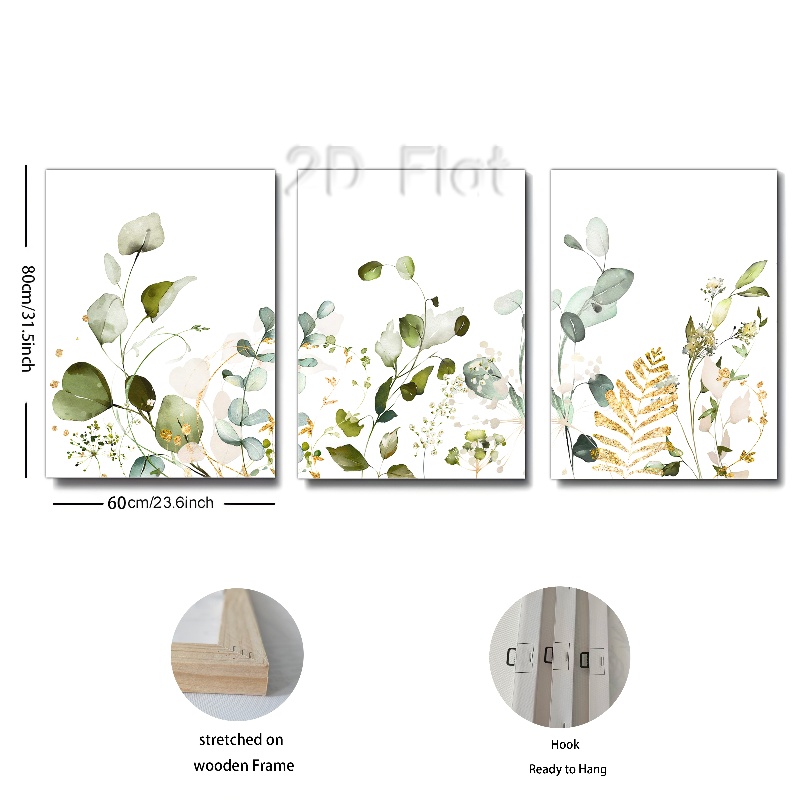 2D Flat
80cm/31.5inch
60cm/23.6inch
stretched on
wooden Frame
Hook
Ready to Hang